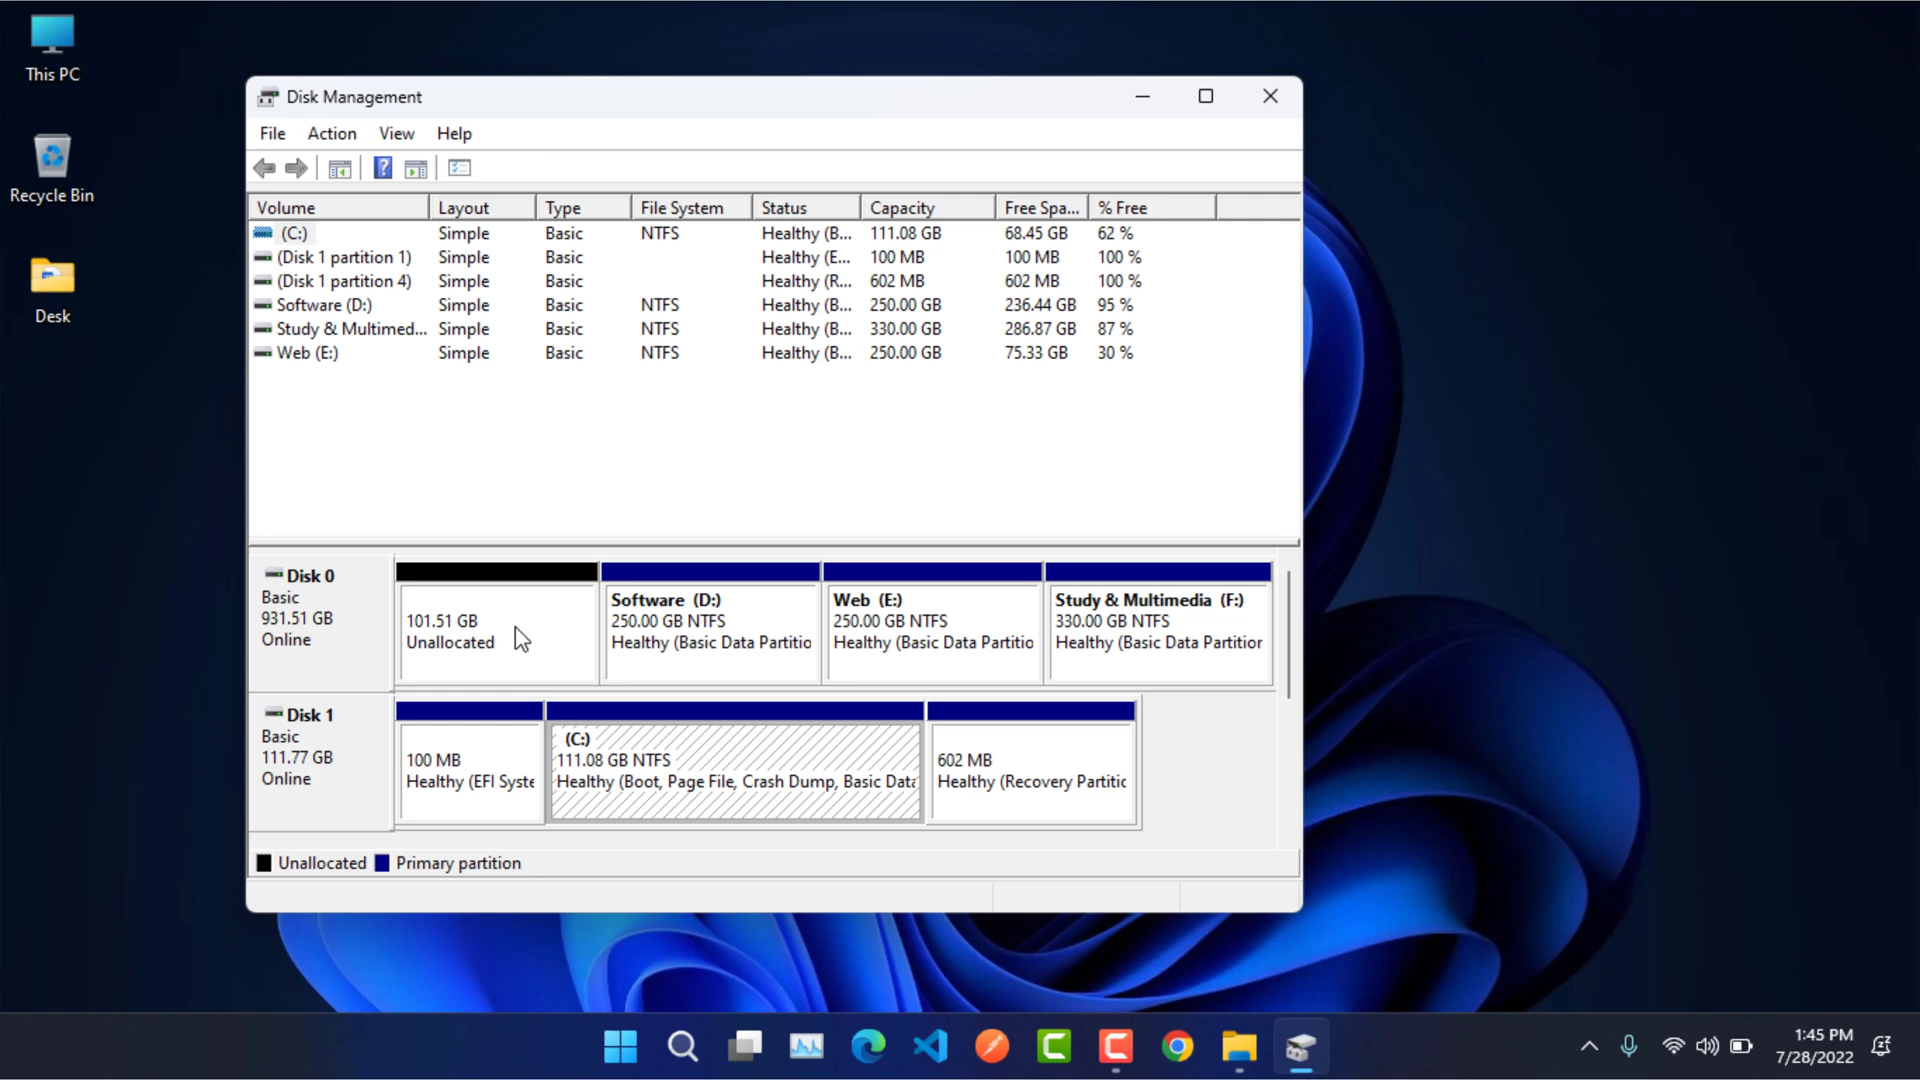 This PC
Recycle Bin
Desk
Disk Management
File Action View Help
Volume Layout Type File System Status Capacity Free Spa... % Free
(C:) Simple Basic NTFS Healthy (B... 111.08 GB 68.45 GB 62 %
(Disk 1 partition 1) Simple Basic Healthy (E... 100 MB 100 MB 100 %
(Disk 1 partition 4) Simple Basic Healthy (R... 602 MB 602 MB 100 %
Software (D:) Simple Basic NTFS Healthy (B... 250.00 GB 236.44 GB 95 %
Study & Multimed... Simple Basic NTFS Healthy (B... 330.00 GB 286.87 GB 87 %
Web (E:) Simple Basic NTFS Healthy (B... 250.00 GB 75.33 GB 30 %
Disk 0
Basic
931.51 GB
Online
101.51 GB
Unallocated
Software (D:)
250.00 GB NTFS
Healthy (Basic Data Partitio
Web (E:)
250.00 GB NTFS
Healthy (Basic Data Partitio
Study & Multimedia (F:)
330.00 GB NTFS
Healthy (Basic Data Partitior
Disk 1
Basic
111.77 GB
Online
100 MB
Healthy (EFI Syste
(C:)
111.08 GB NTFS
Healthy (Boot, Page File, Crash Dump, Basic Data
602 MB
Healthy (Recovery Partitic
Unallocated Primary partition
1:45 PM
7/28/2022